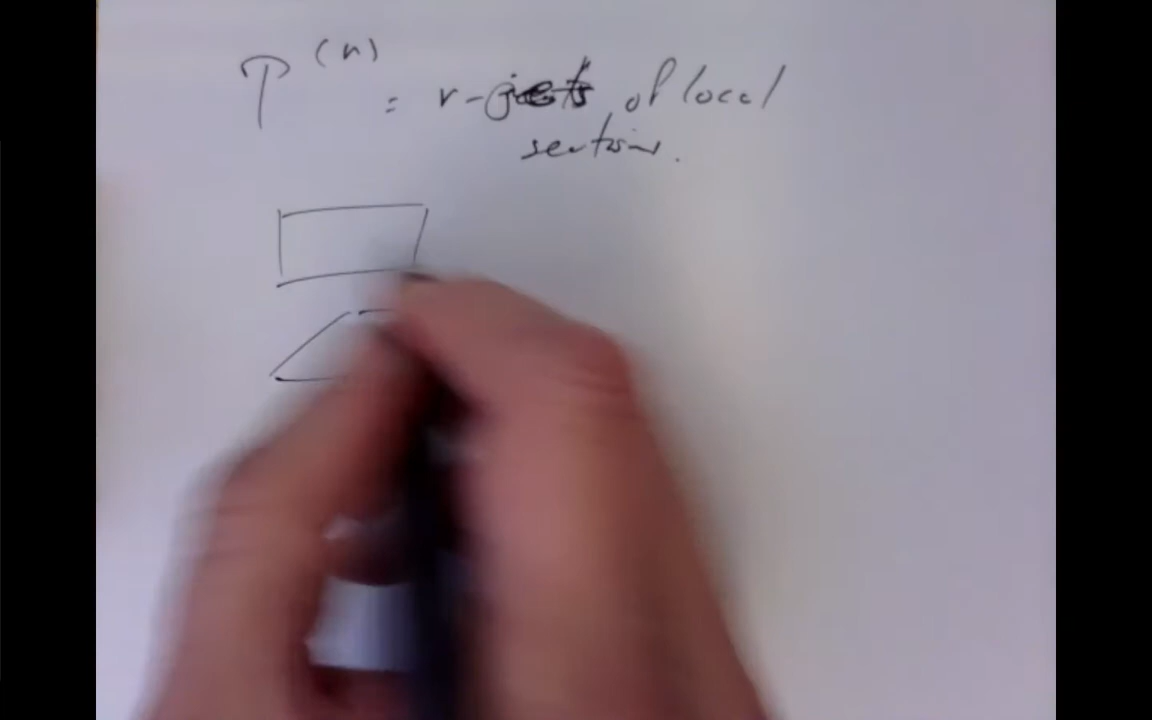 P^(r) = r-jets of local
sections.